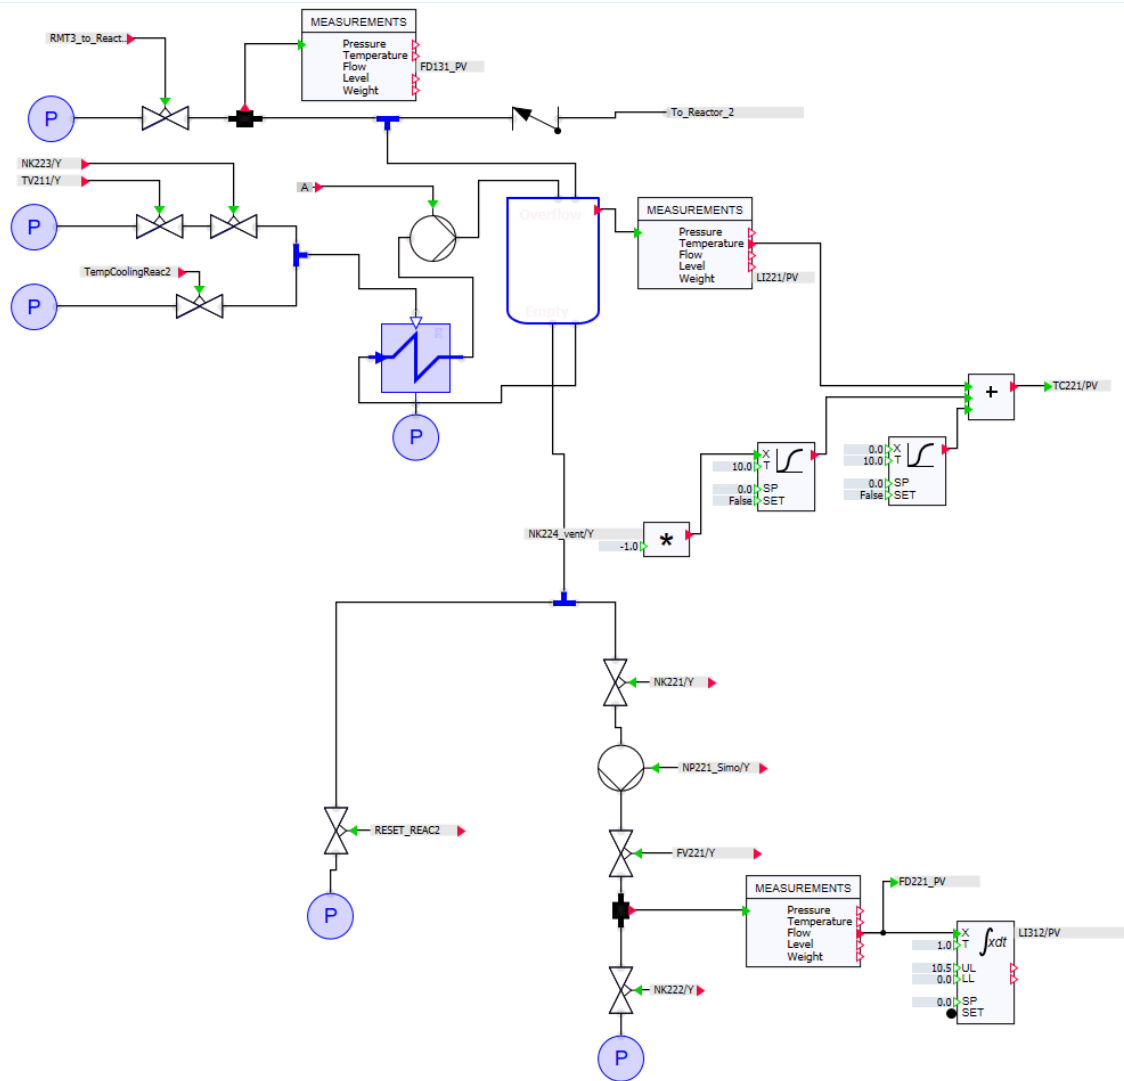 MEASUREMENTS
RMT3_to_React..
Pressure
Temperature
Flow
FD131_PV
Level
Weight
P
To_Reactor_2
NK223/Y
TV211/Y
A
P
Overflow
MEASUREMENTS
Pressure
Temperature
Flow
Level
Weight
LI221/PV
TempCoolingReac2
P
Empty
P
+
TC221/PV
X
10.0 T
0.0 SP
False SET
0.0 X
10.0 T
0.0 SP
False SET
NK224_vent/Y
-1.0
*
NK221/Y
NP221_Simo/Y
RESET_REAC2
FV221/Y
P
MEASUREMENTS
Pressure
Temperature
Flow
Level
Weight
FD221_PV
X
LI312/PV
1.0 T
∫xdt
10.5 UL
0.0 LL
0.0 SP
SET
NK222/Y
P